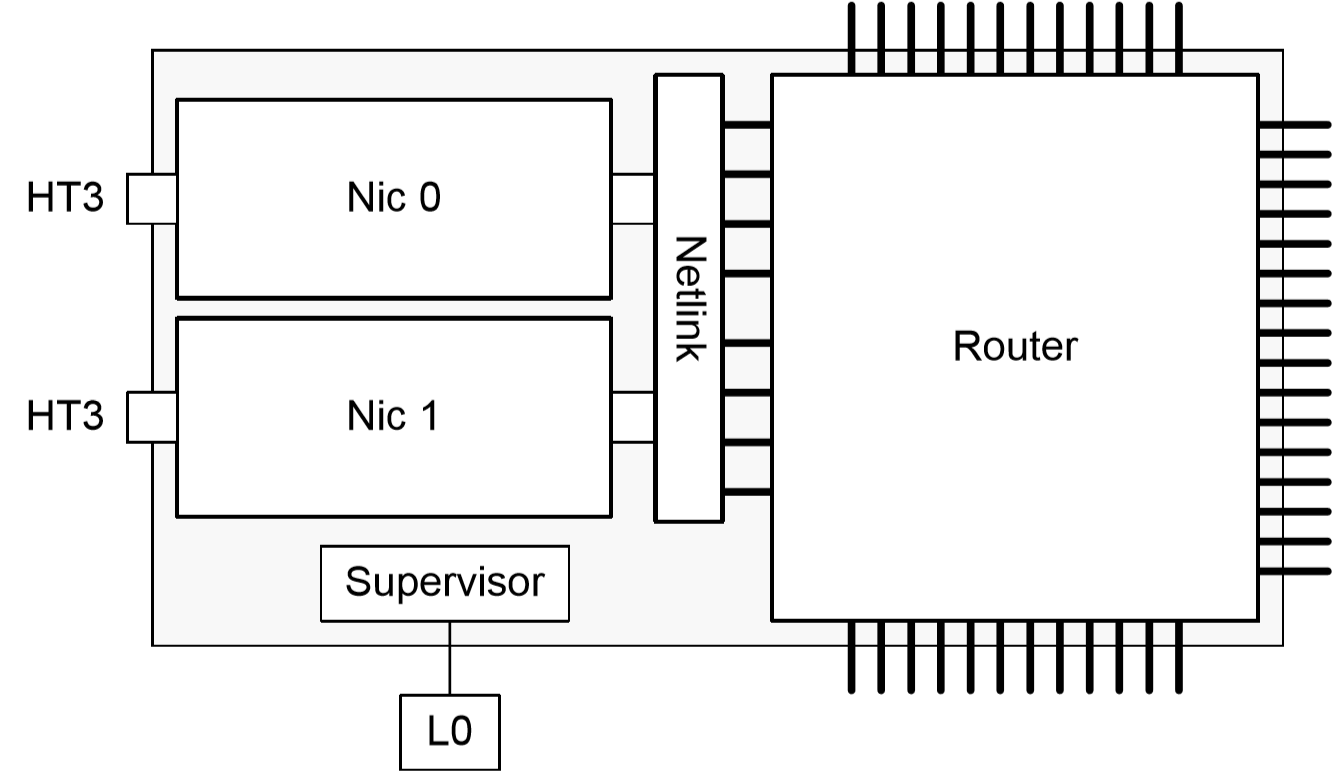 HT3
Nic 0
Netlink
Router
HT3
Nic 1
Supervisor
L0